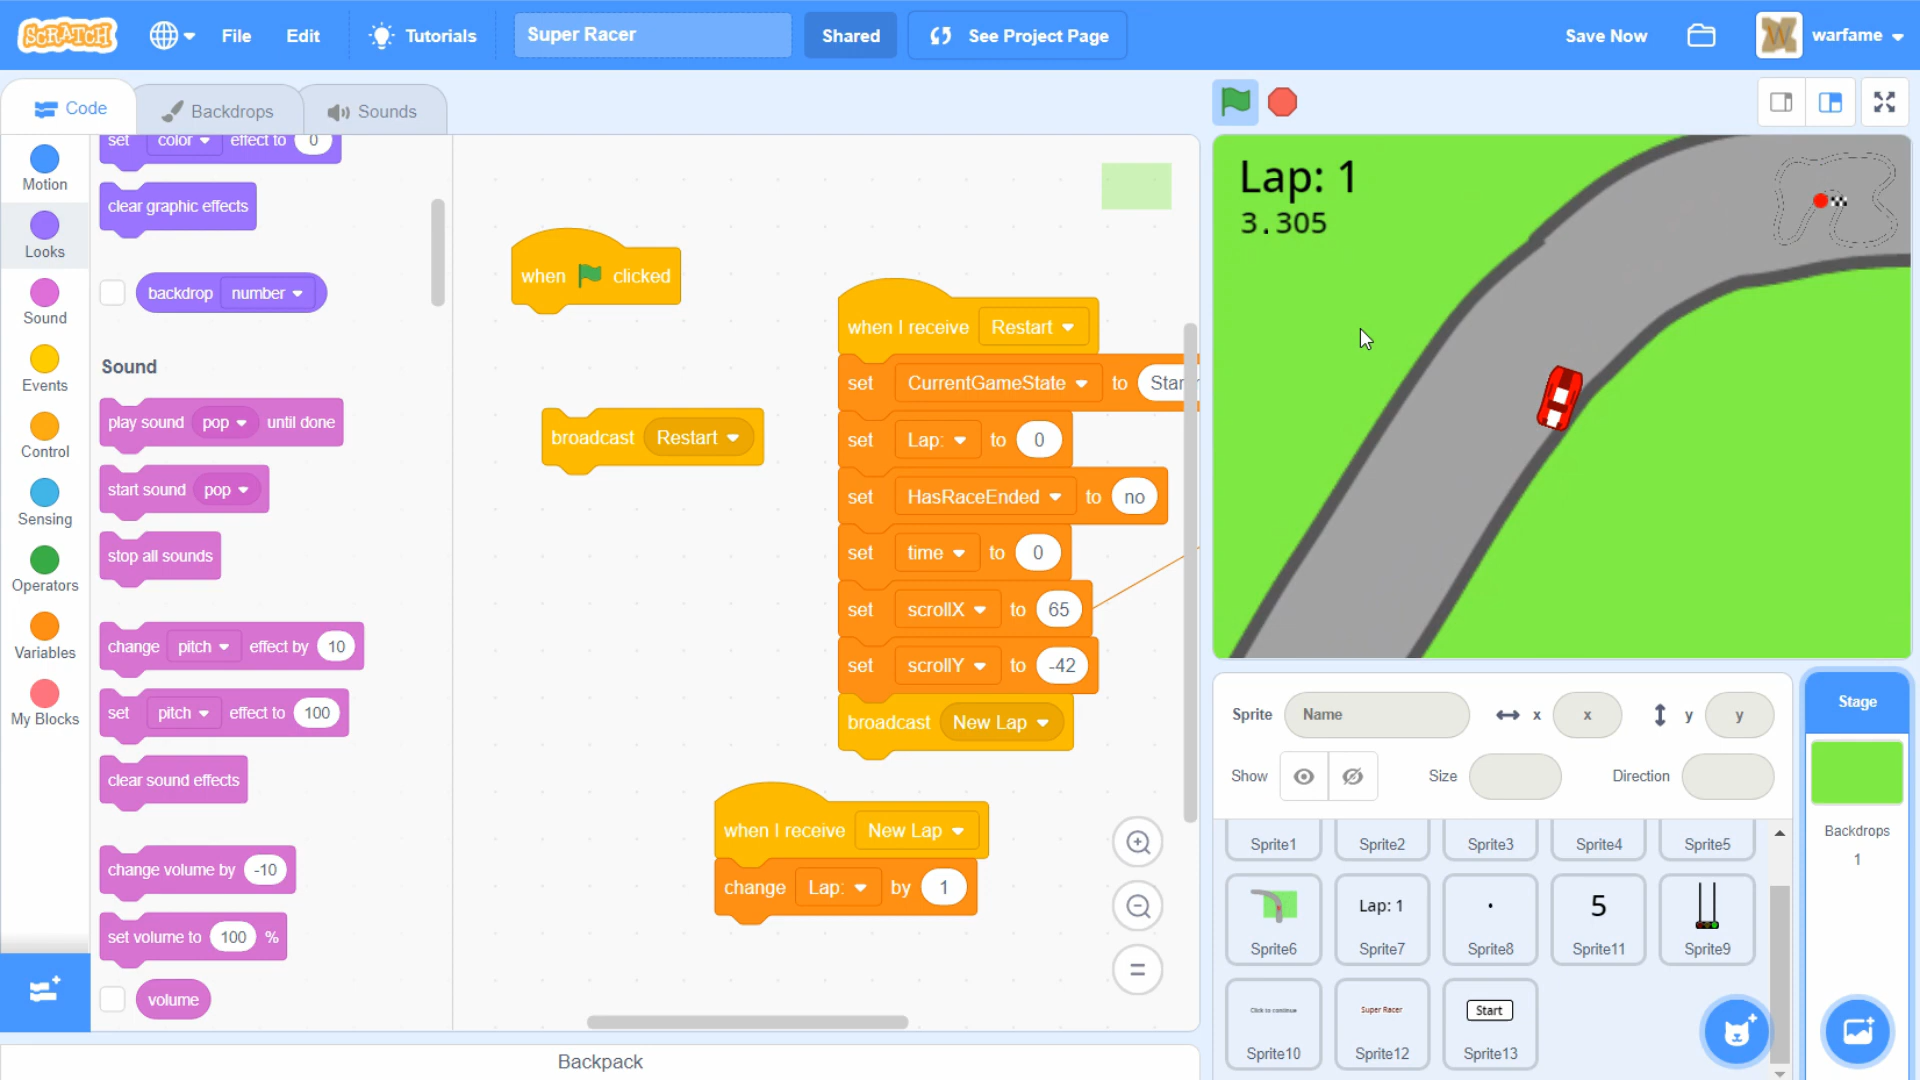 SCRATCH
File
Edit
Tutorials
Super Racer
Shared
See Project Page
Save Now
warfame
Code
Backdrops
Sounds
Motion
Looks
Sound
Events
Control
Sensing
Operators
Variables
My Blocks
set color effect to 0
clear graphic effects
backdrop number
Sound
play sound pop until done
start sound pop
stop all sounds
change pitch effect by 10
set pitch effect to 100
clear sound effects
change volume by -10
set volume to 100 %
volume
when clicked
broadcast Restart
when I receive Restart
set CurrentGameState to Star
set Lap: to 0
set HasRaceEnded to no
set time to 0
set scrollX to 65
set scrollY to -42
broadcast New Lap
when I receive New Lap
change Lap: by 1
Backpack
Lap: 1
3.305
Sprite Name x x y y
Show Size Direction
Sprite1
Sprite2
Sprite3
Sprite4
Sprite5
Sprite6
Lap: 1
Sprite7
Sprite8
5
Sprite11
Sprite9
Click to continue
Sprite10
Super Racer
Sprite12
Start
Sprite13
Stage
Backdrops
1